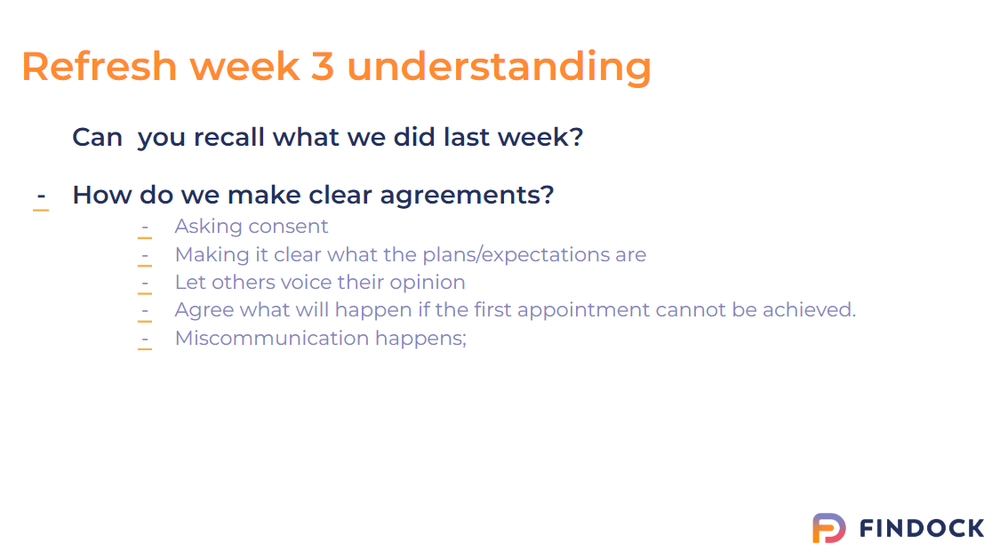 Refresh week 3 understanding
Can  you recall what we did last week?
- How do we make clear agreements?
- Asking consent
- Making it clear what the plans/expectations are
- Let others voice their opinion
- Agree what will happen if the first appointment cannot be achieved.
- Miscommunication happens;
FINDOCK